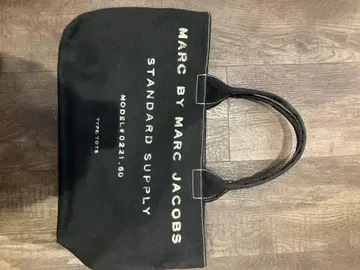 MARC BY MARC JACOBS
STANDARD SUPPLY
MODEL#0221.60
TYPE:TOTE